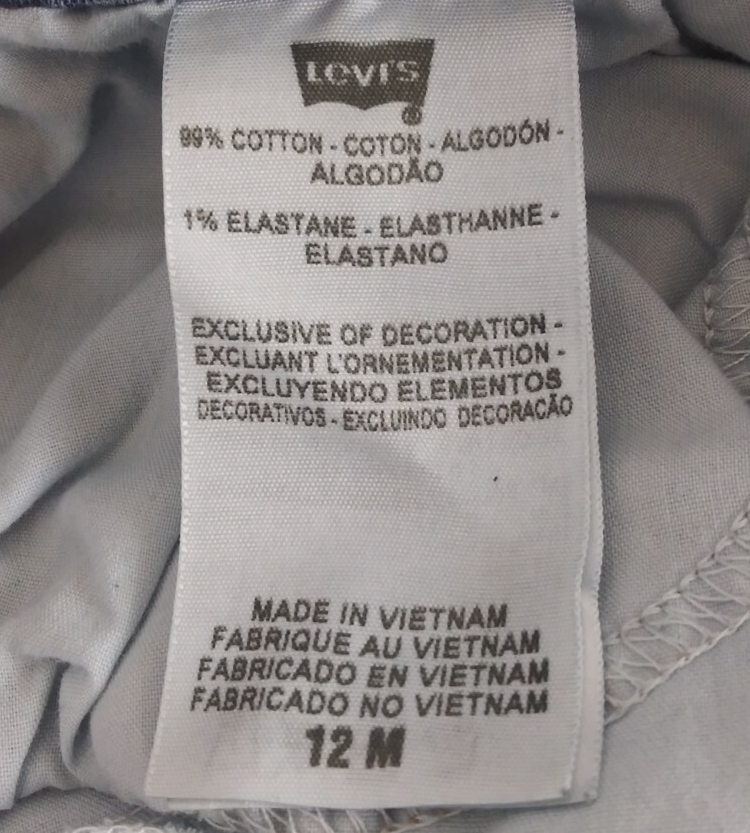 Levi's
®
99% COTTON - COTON - ALGODÓN -
ALGODÃO
1% ELASTANE - ELASTHANNE -
ELASTANO
EXCLUSIVE OF DECORATION -
EXCLUANT L'ORNEMENTATION -
EXCLUYENDO ELEMENTOS
DECORATIVOS - EXCLUINDO DECORACÃO
MADE IN VIETNAM
FABRIQUE AU VIETNAM
FABRICADO EN VIETNAM
FABRICADO NO VIETNAM
12 M